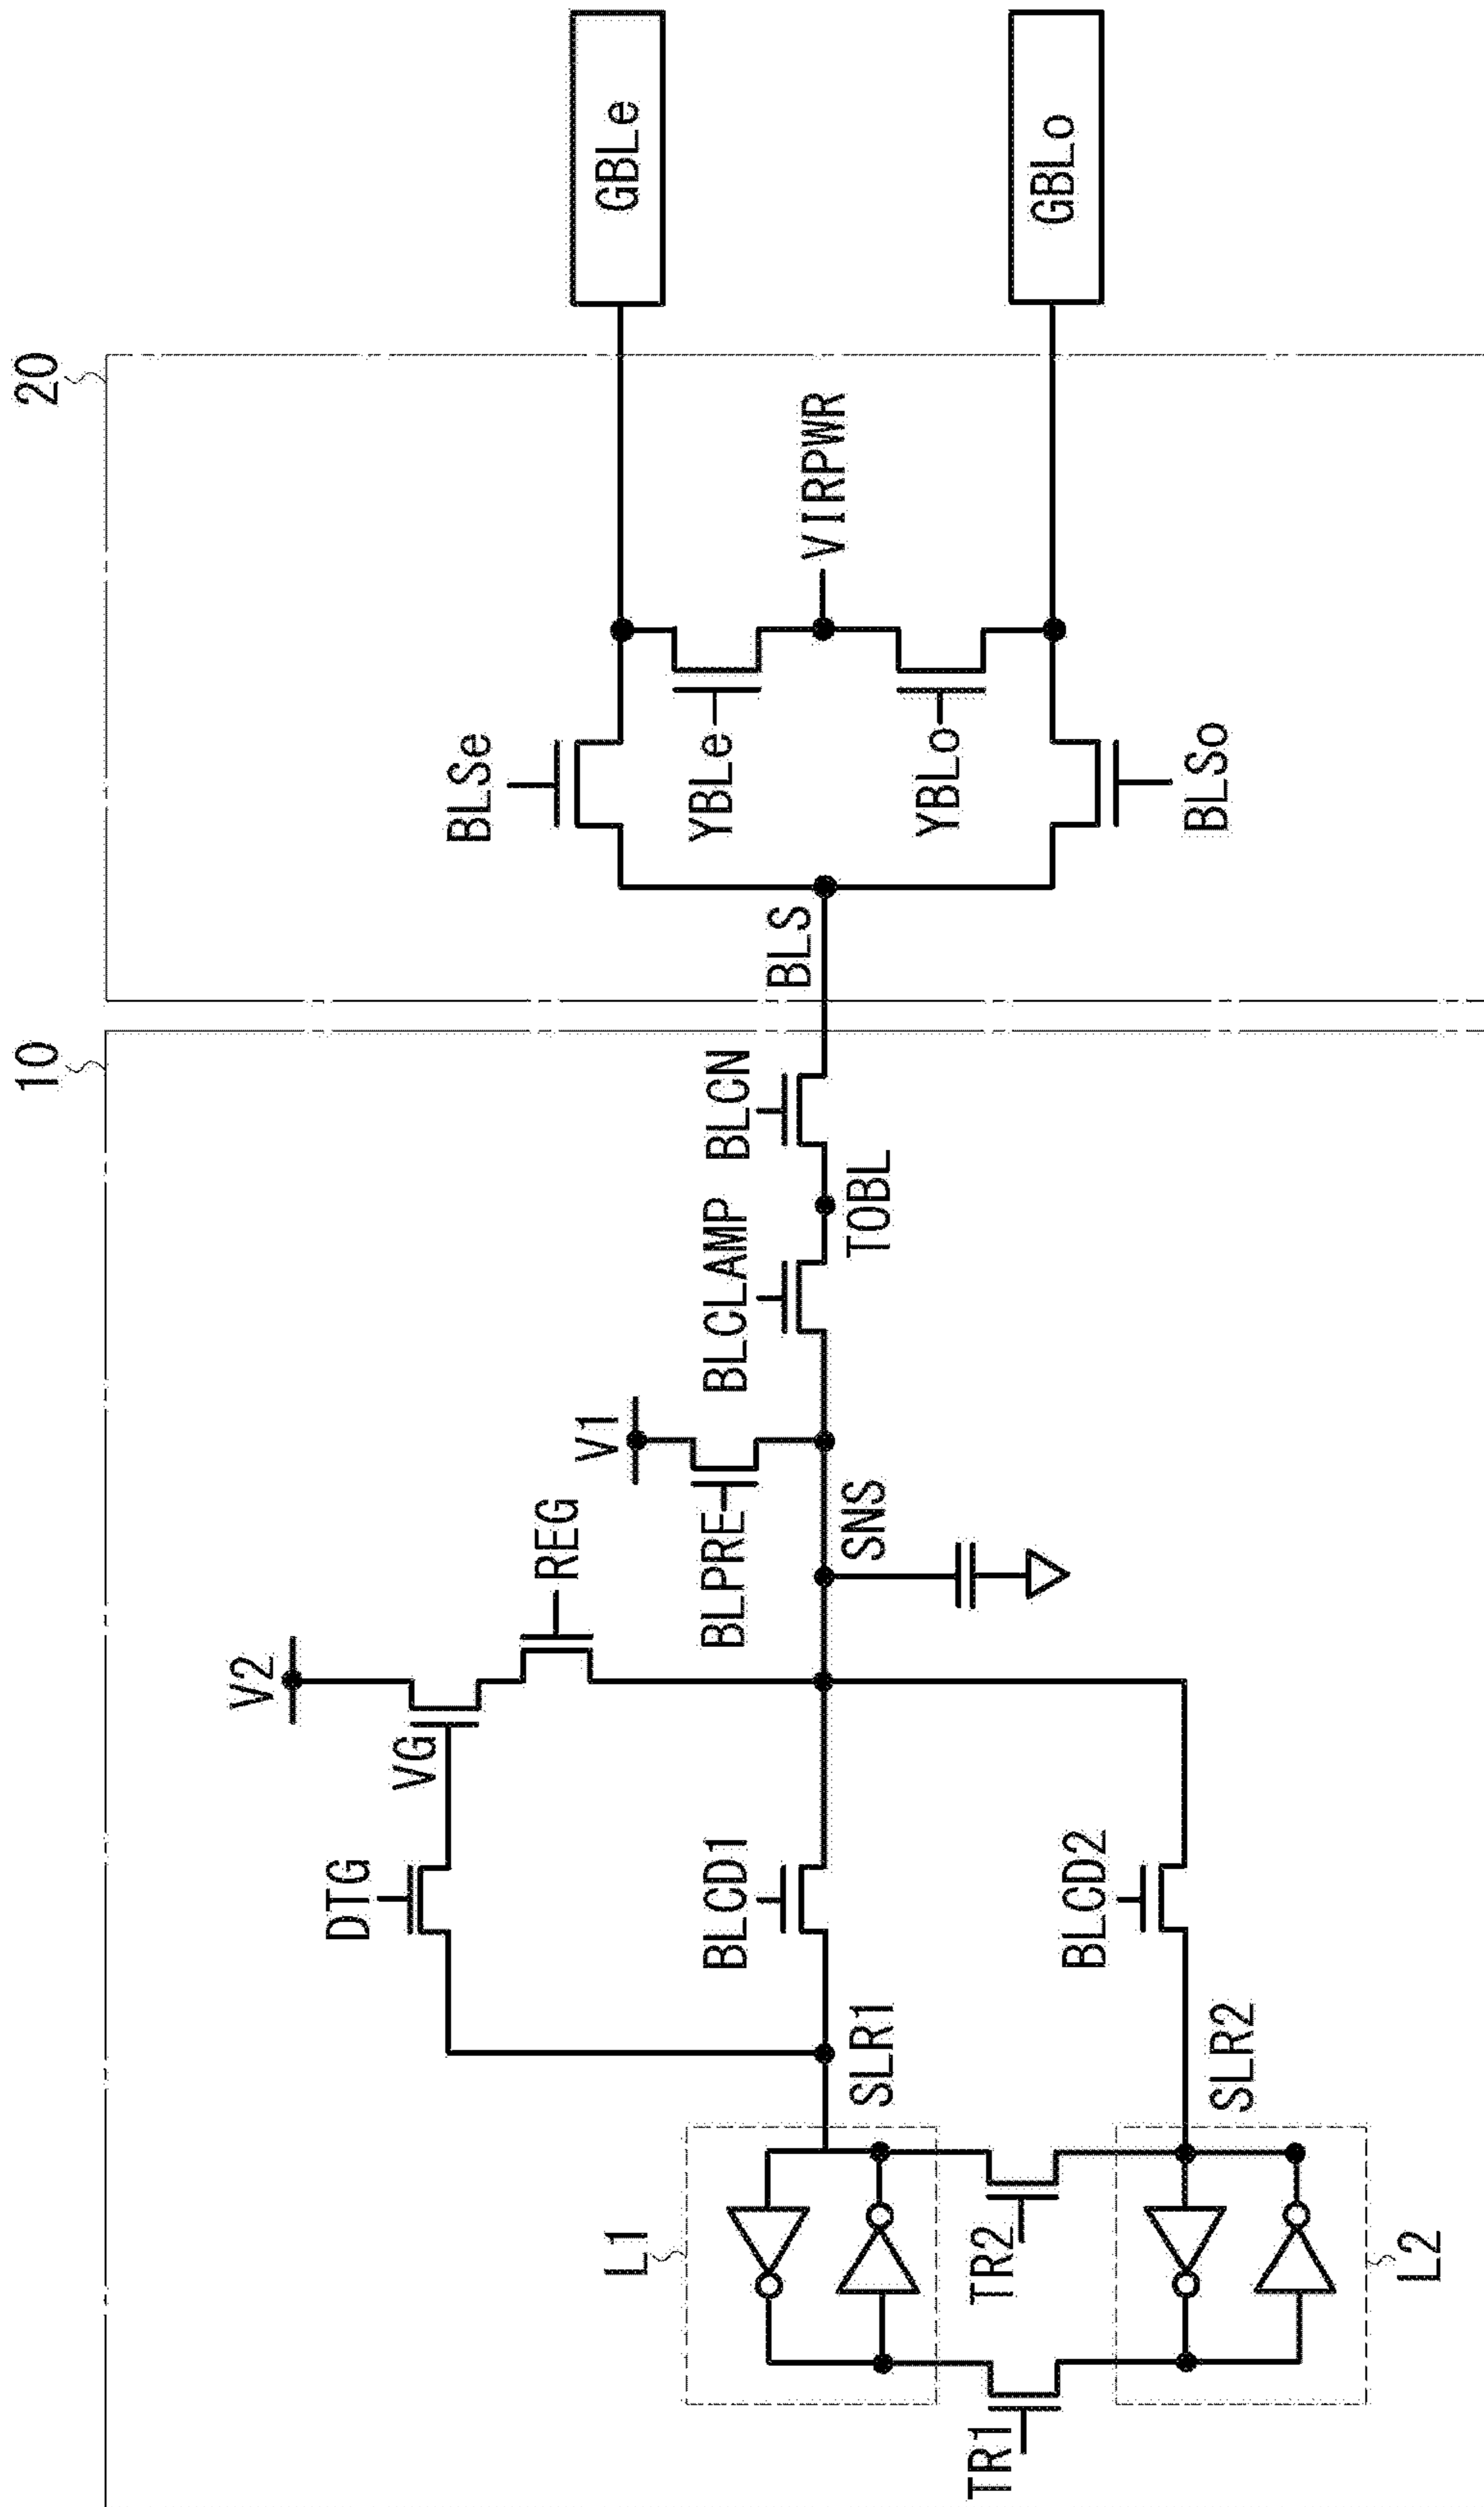 20
GBLe
GBLo
BLSe
YBLe
VIRPWR
YBLo
BLSo
BLS
10
BLCN
TOBL
BLCLAMP
V1
BLPRE
SNS
REG
V2
VG
DTG
BLCD1
BLCD2
SLR1
SLR2
L1
TR2
L2
TR1